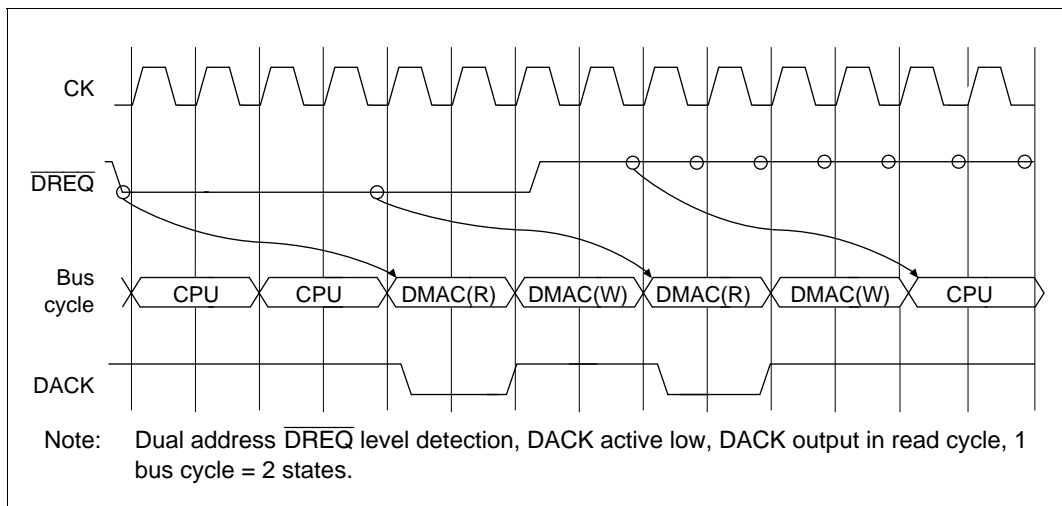 CK
DREQ
Bus
cycle
CPU CPU DMAC(R) DMAC(W) DMAC(R) DMAC(W) CPU
DACK
Note: Dual address DREQ level detection, DACK active low, DACK output in read cycle, 1
bus cycle = 2 states.